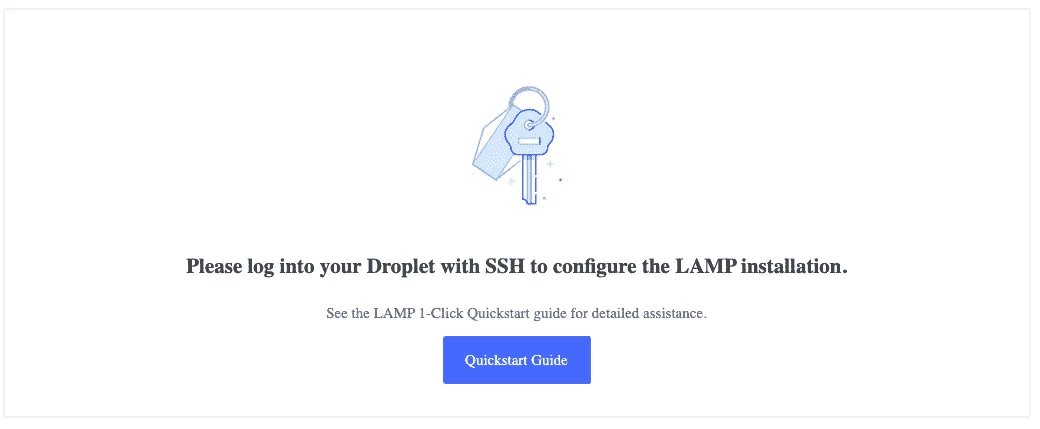 Please log into your Droplet with SSH to configure the LAMP installation.
See the LAMP 1-Click Quickstart guide for detailed assistance.
Quickstart Guide